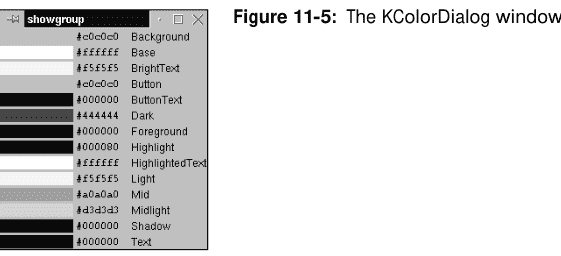 showgroup
Figure 11-5: The KColorDialog window
#c0c0c0 Background
#ffffff Base
#f5f5f5 BrightText
#c0c0c0 Button
#000000 ButtonText
#444444 Dark
#000000 Foreground
#000080 Highlight
#ffffff HighlightedText
#f5f5f5 Light
#a0a0a0 Mid
#d3d3d3 Midlight
#000000 Shadow
#000000 Text